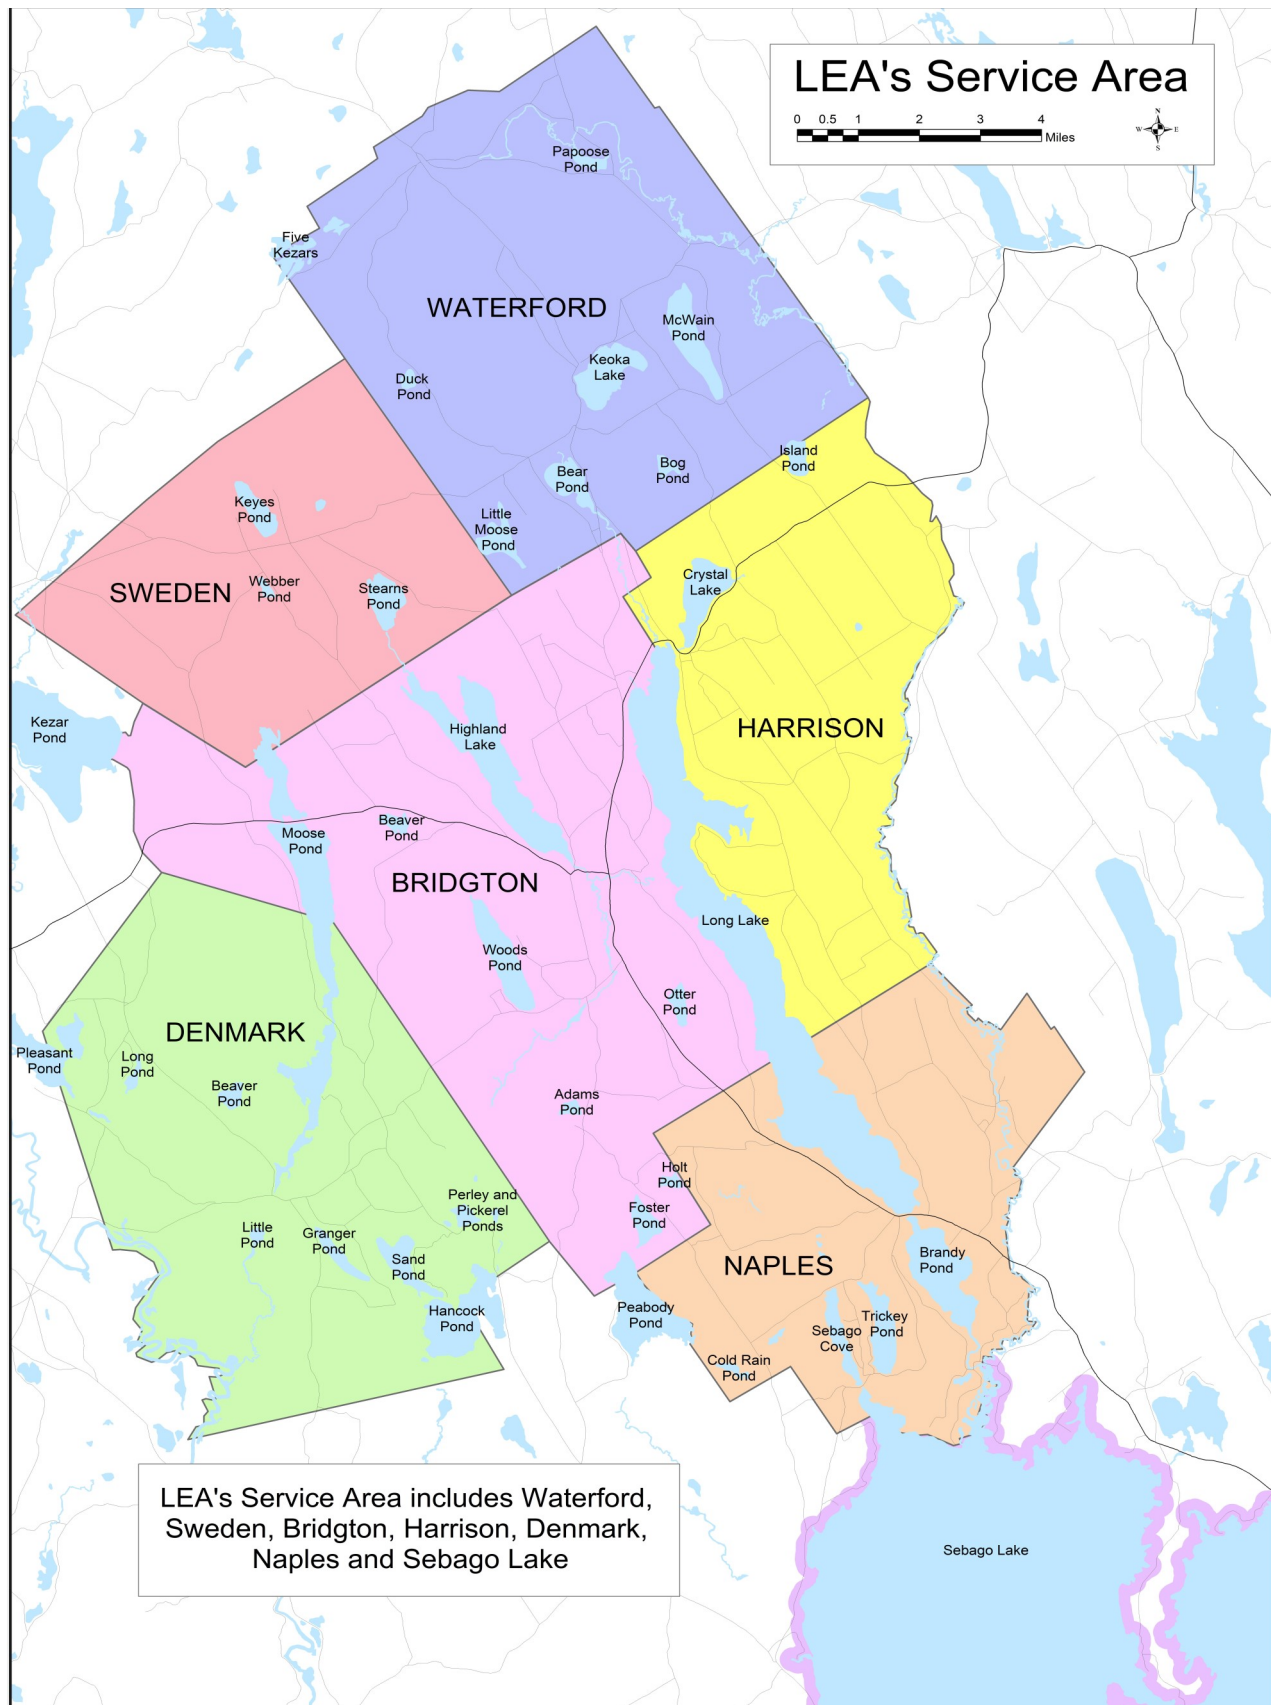 LEA's Service Area
0 0.5 1 2 3 4
Miles
N
W E
S
Papoose
Pond
Five
Kezars
WATERFORD
McWain
Pond
Keoka
Lake
Duck
Pond
Island
Pond
Bear
Pond
Bog
Pond
Keyes
Pond
Little
Moose
Pond
Crystal
Lake
SWEDEN
Webber
Pond
Stearns
Pond
Kezar
Pond
Highland
Lake
HARRISON
Moose
Pond
Beaver
Pond
BRIDGTON
Long Lake
Woods
Pond
Otter
Pond
DENMARK
Pleasant
Pond
Long
Pond
Beaver
Pond
Adams
Pond
Holt
Pond
Perley and
Pickerel
Ponds
Foster
Pond
Little
Pond
Granger
Pond
Sand
Pond
NAPLES
Brandy
Pond
Hancock
Pond
Peabody
Pond
Trickey
Pond
Sebago
Cove
Cold Rain
Pond
LEA's Service Area includes Waterford,
Sweden, Bridgton, Harrison, Denmark,
Naples and Sebago Lake
Sebago Lake